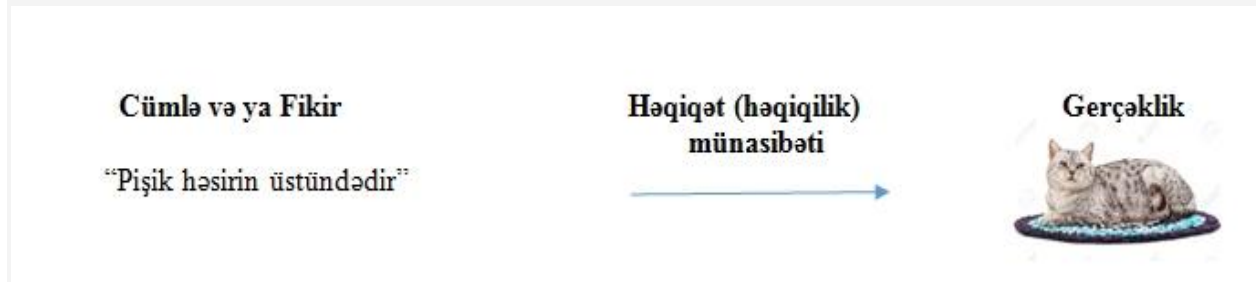 Cümlə və ya Fikir
Həqiqət (həqiqilik)
münasibəti
Gerçəklik
“Pişik həsirin üstündədir”